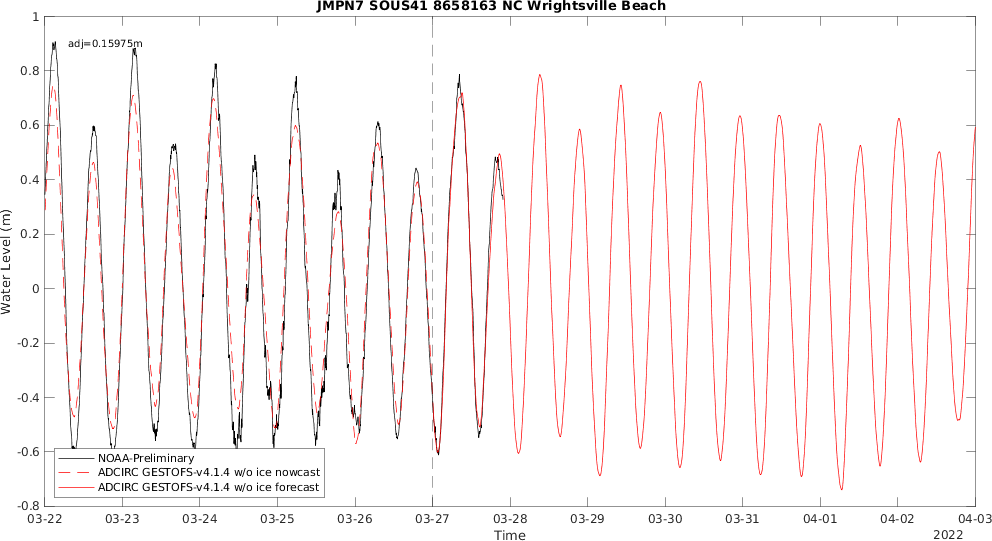 JMPN7 SOUS41 8658163 NC Wrightsville Beach
adj=0.15975m
1
0.8
0.6
0.4
0.2
0
-0.2
-0.4
-0.6
-0.8
Water Level (m)
NOAA-Preliminary
ADCIRC GESTOFS-v4.1.4 w/o ice nowcast
ADCIRC GESTOFS-v4.1.4 w/o ice forecast
03-22 03-23 03-24 03-25 03-26 03-27 03-28 03-29 03-30 03-31 04-01 04-02 04-03
Time
2022